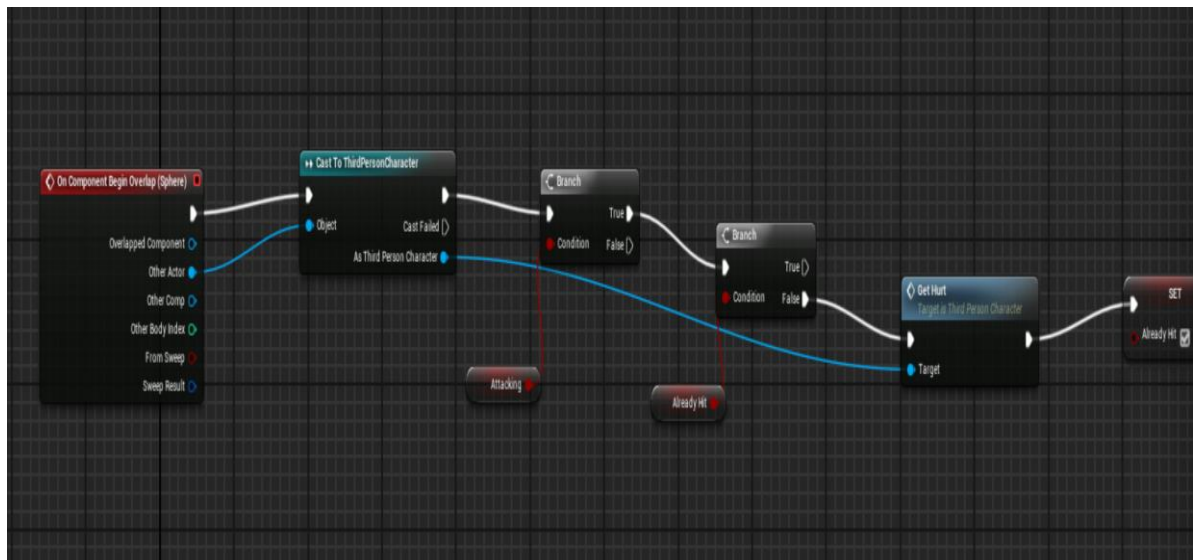 On Component Begin Overlap (Sphere)
Overlapped Component
Other Actor
Other Comp
Other Body Index
From Sweep
Sweep Result
Cast To ThirdPersonCharacter
Object
Cast Failed
As Third Person Character
Branch
True
Condition
False
Attacking
Branch
True
Condition
False
Already Hit
Get Hurt
Target is Third Person Character
Target
SET
Already Hit